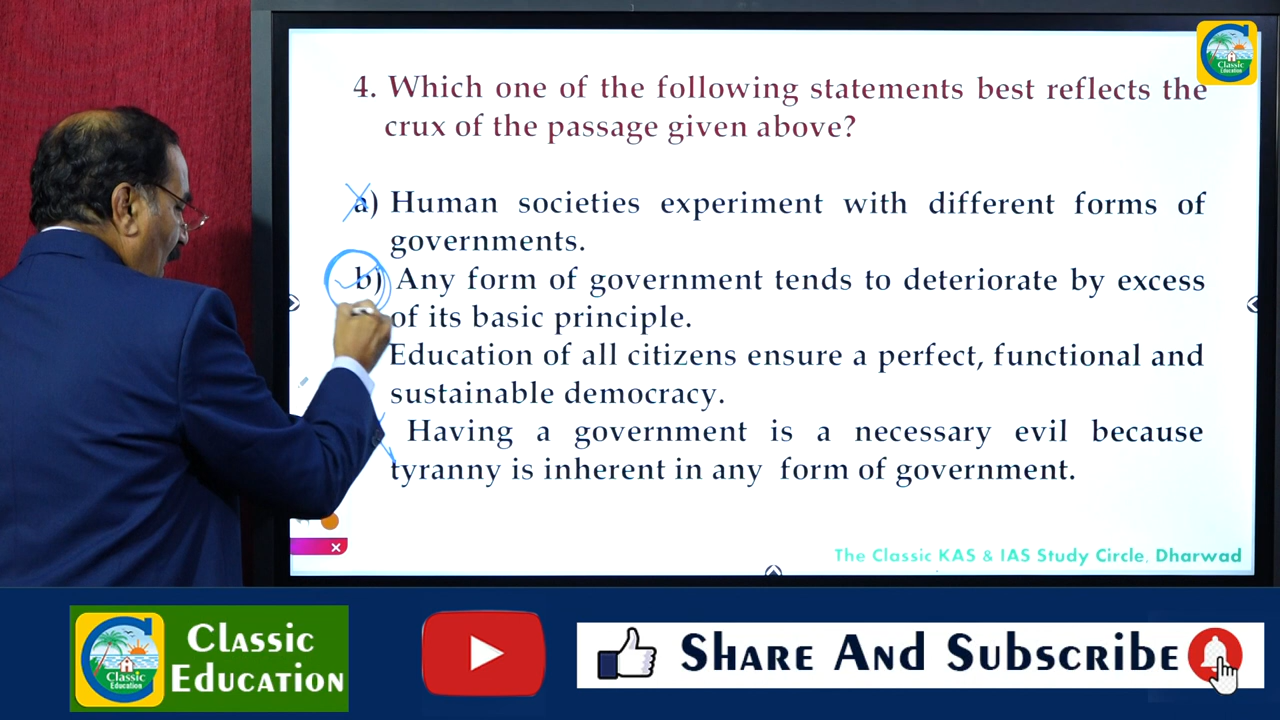 4. Which one of the following statements best reflects the
crux of the passage given above?
a) Human societies experiment with different forms of
governments.
b) Any form of government tends to deteriorate by excess
of its basic principle.
Education of all citizens ensure a perfect, functional and
sustainable democracy.
Having a government is a necessary evil because
tyranny is inherent in any form of government.
The Classic KAS & IAS Study Circle, Dharwad
Classic
Education
Classic
Education
Classic
Education
Share And Subscribe